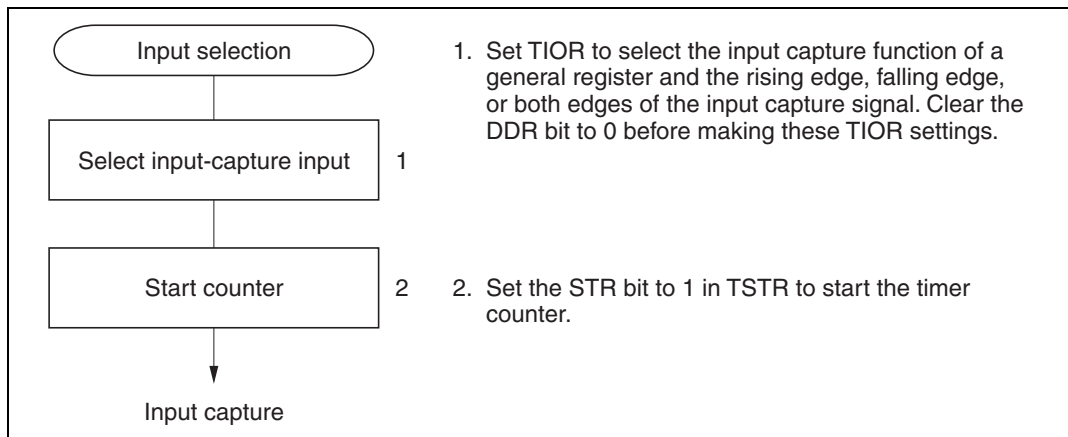 Input selection
1. Set TIOR to select the input capture function of a
general register and the rising edge, falling edge,
or both edges of the input capture signal. Clear the
DDR bit to 0 before making these TIOR settings.
Select input-capture input 1
Start counter 2
2. Set the STR bit to 1 in TSTR to start the timer
counter.
Input capture